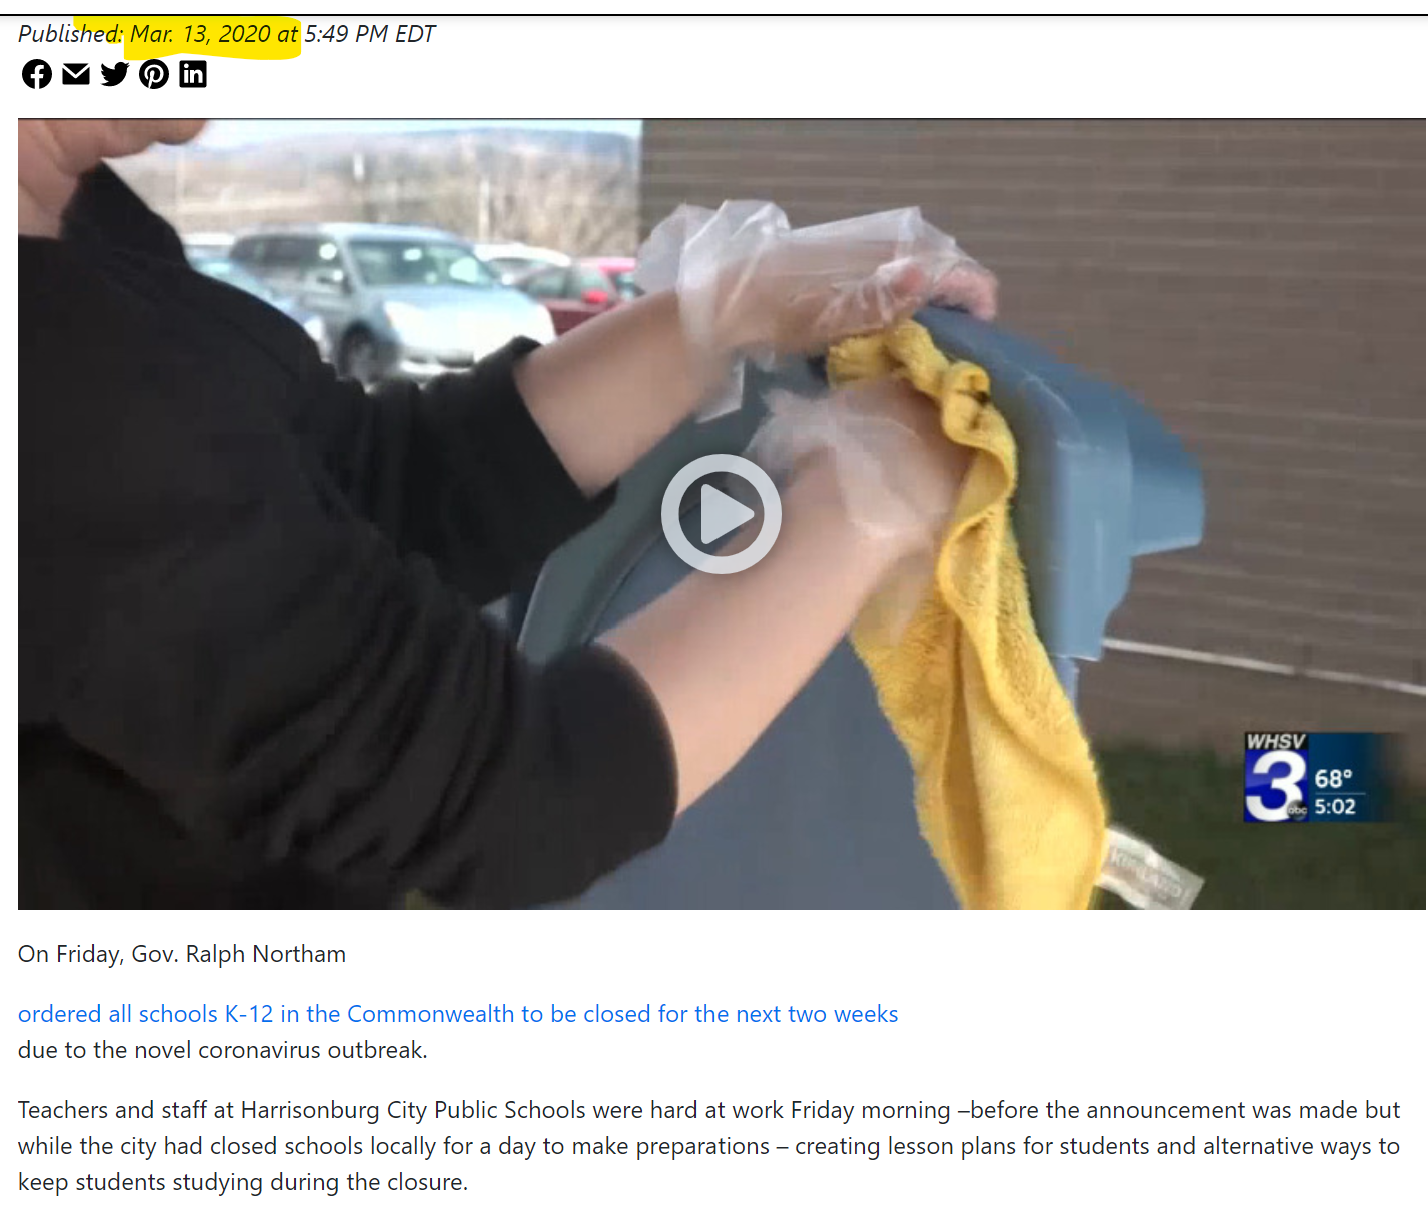 Published: Mar. 13, 2020 at 5:49 PM EDT
WHSV
3
abc
68°
5:02
On Friday, Gov. Ralph Northam
ordered all schools K-12 in the Commonwealth to be closed for the next two weeks
due to the novel coronavirus outbreak.
Teachers and staff at Harrisonburg City Public Schools were hard at work Friday morning –before the announcement was made but
while the city had closed schools locally for a day to make preparations – creating lesson plans for students and alternative ways to
keep students studying during the closure.